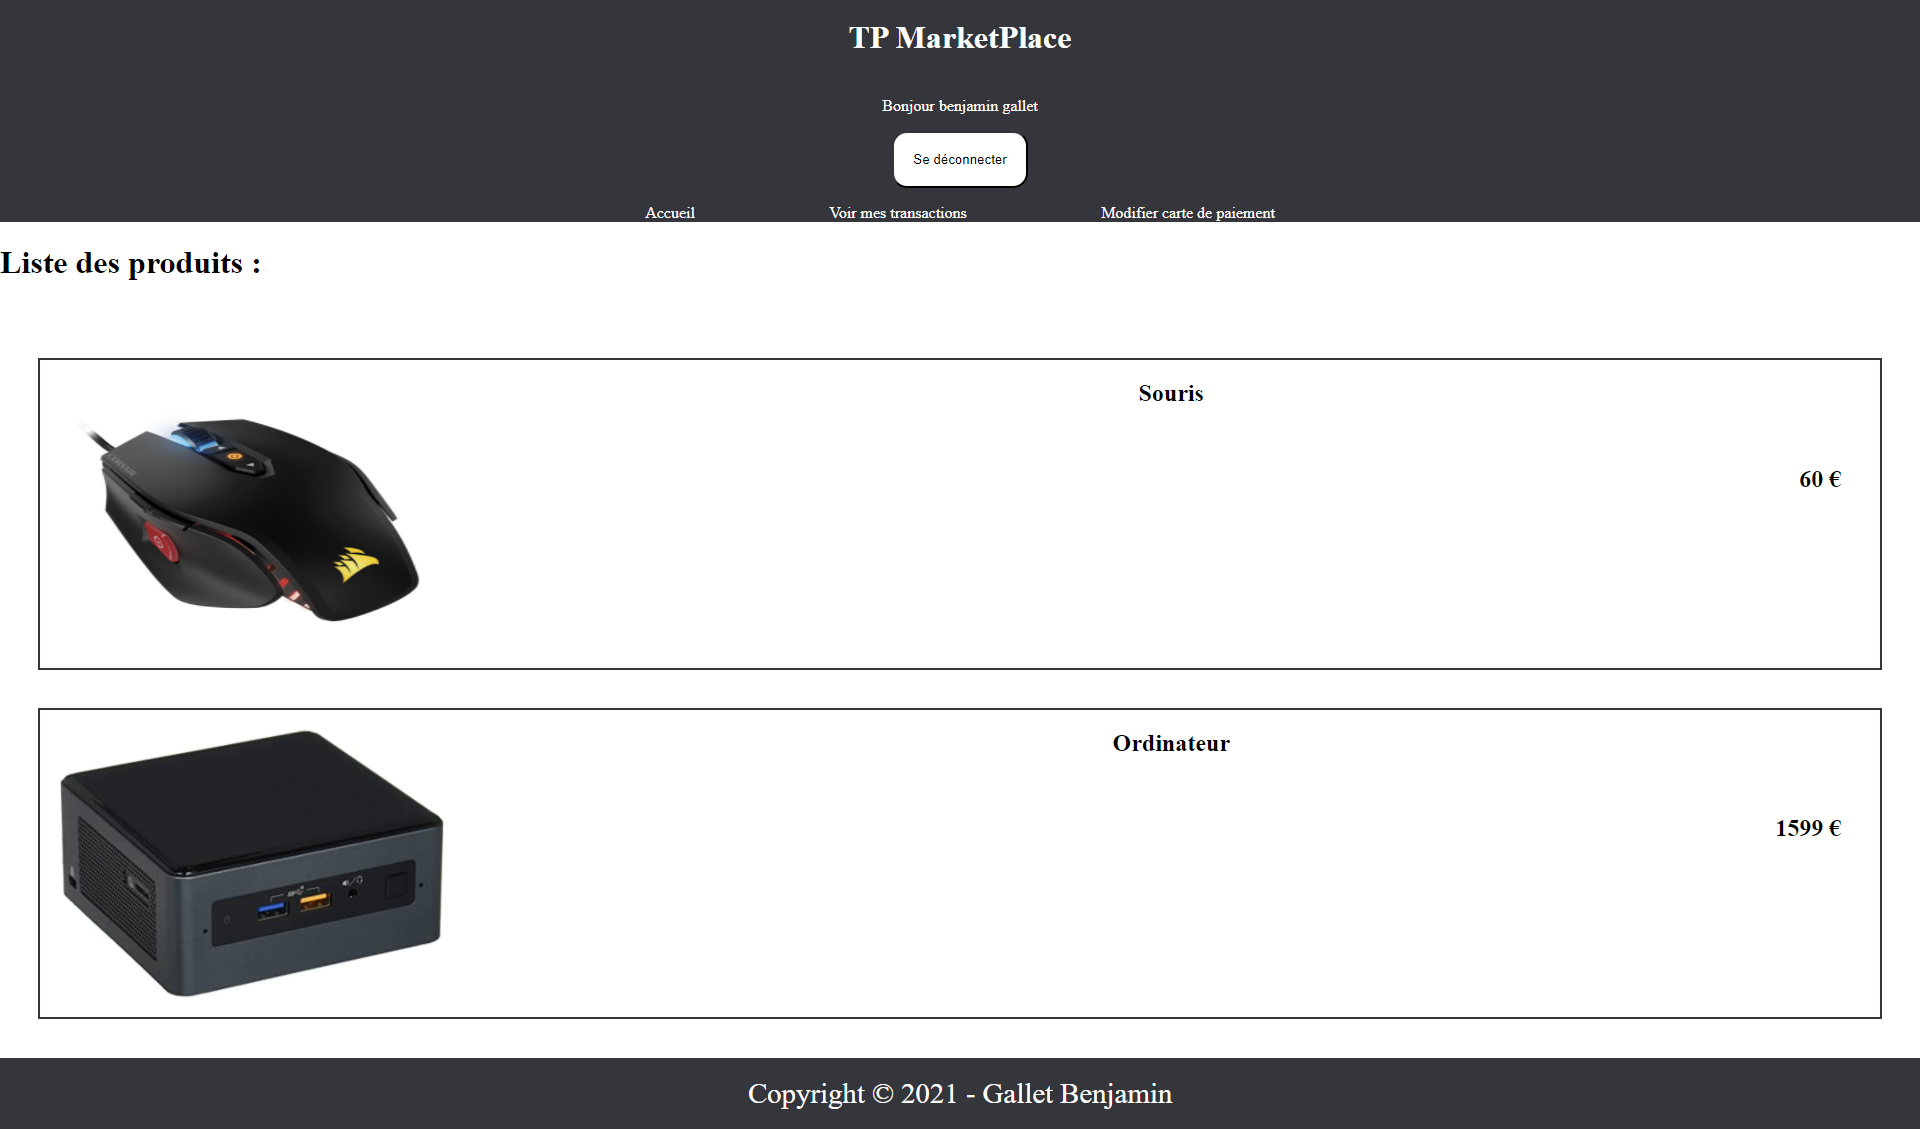 TP MarketPlace
Bonjour benjamin gallet
Se déconnecter
Accueil Voir mes transactions Modifier carte de paiement
Liste des produits :
Souris
60 €
Ordinateur
1599 €
Copyright © 2021 - Gallet Benjamin